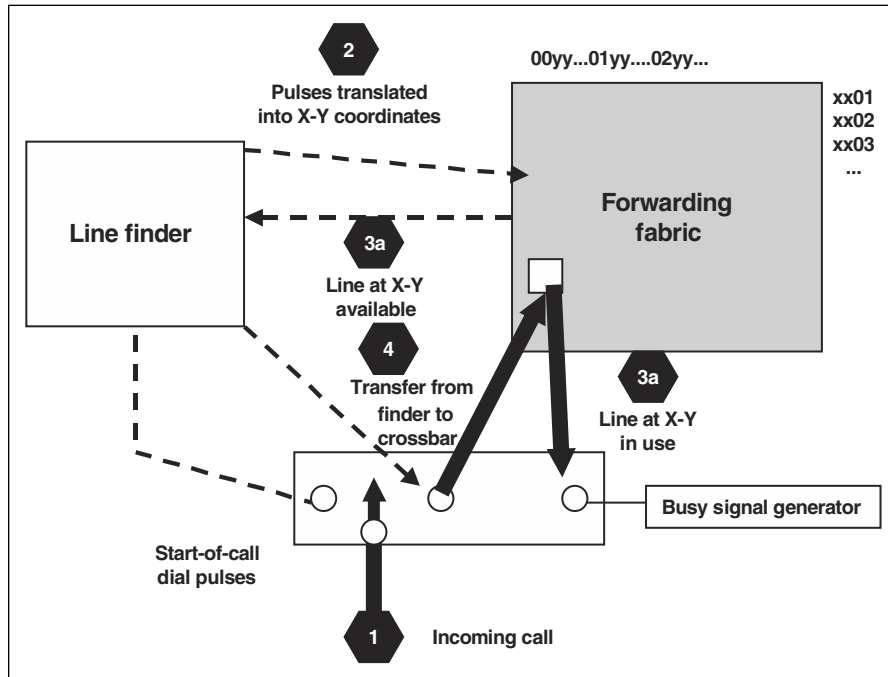 2
Pulses translated
into X-Y coordinates
00yy...01yy....02yy...
xx01
xx02
xx03
...
Line finder
Forwarding
fabric
3a
Line at X-Y
available
4
Transfer from
finder to
crossbar
3a
Line at X-Y
in use
Busy signal generator
Start-of-call
dial pulses
1
Incoming call